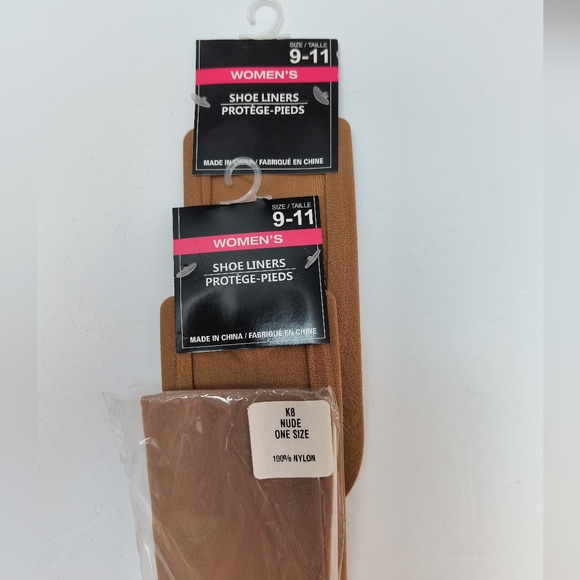 SIZE / TAILLE
9-11
WOMEN'S
SHOE LINERS
PROTÈGE-PIEDS
MADE IN CHINA / FABRIQUÉ EN CHINE
SIZE / TAILLE
9-11
WOMEN'S
SHOE LINERS
PROTÈGE-PIEDS
MADE IN CHINA / FABRIQUÉ EN CHINE
K8
NUDE
ONE SIZE
100% NYLON